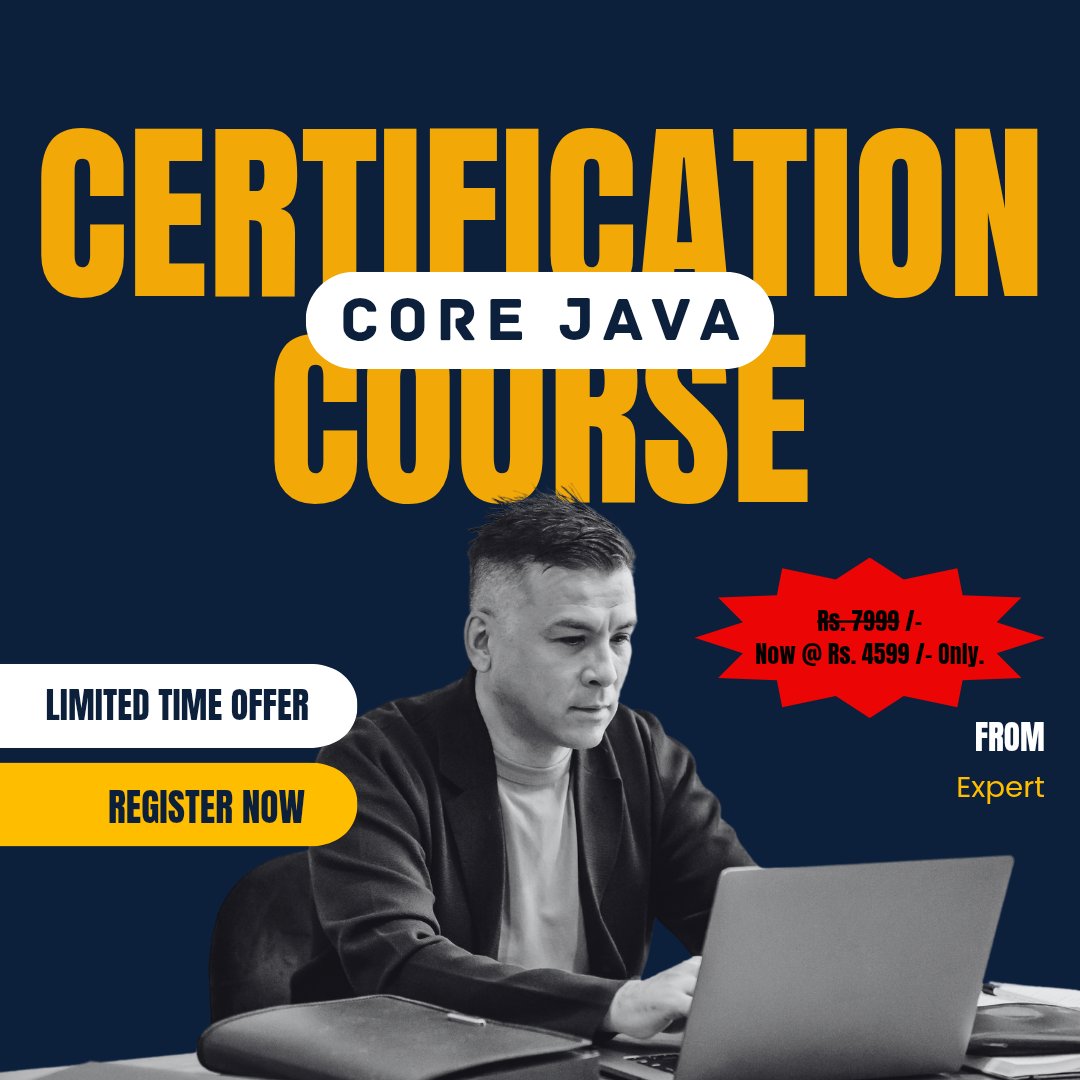 CERTIFICATION
CORE JAVA
COURSE
Rs. 7999 /-
Now @ Rs. 4599 /- Only.
LIMITED TIME OFFER
FROM
Expert
REGISTER NOW